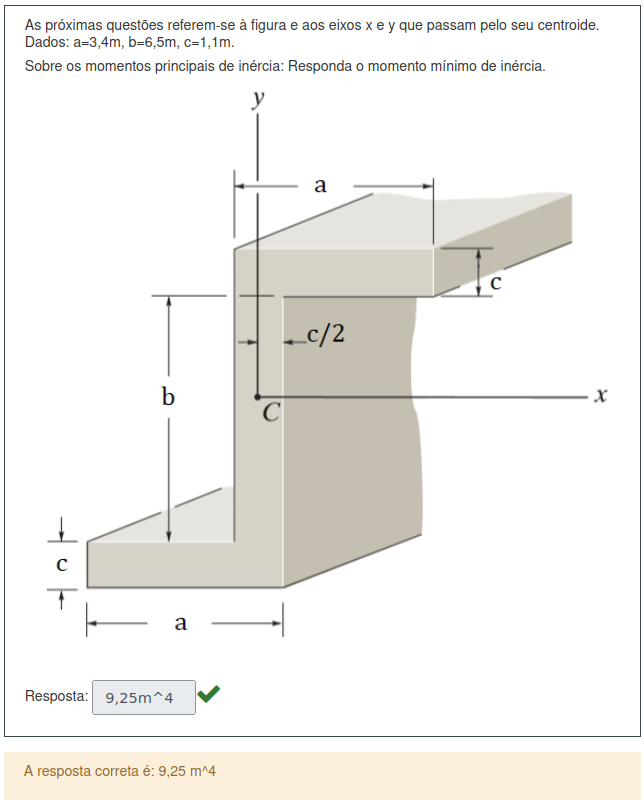 As próximas questões referem-se à figura e aos eixos x e y que passam pelo seu centroide.
Dados: a=3,4m, b=6,5m, c=1,1m.
Sobre os momentos principais de inércia: Responda o momento mínimo de inércia.
y
a
c
c/2
b
C
x
c
a
Resposta: 9,25m^4
A resposta correta é: 9,25 m^4